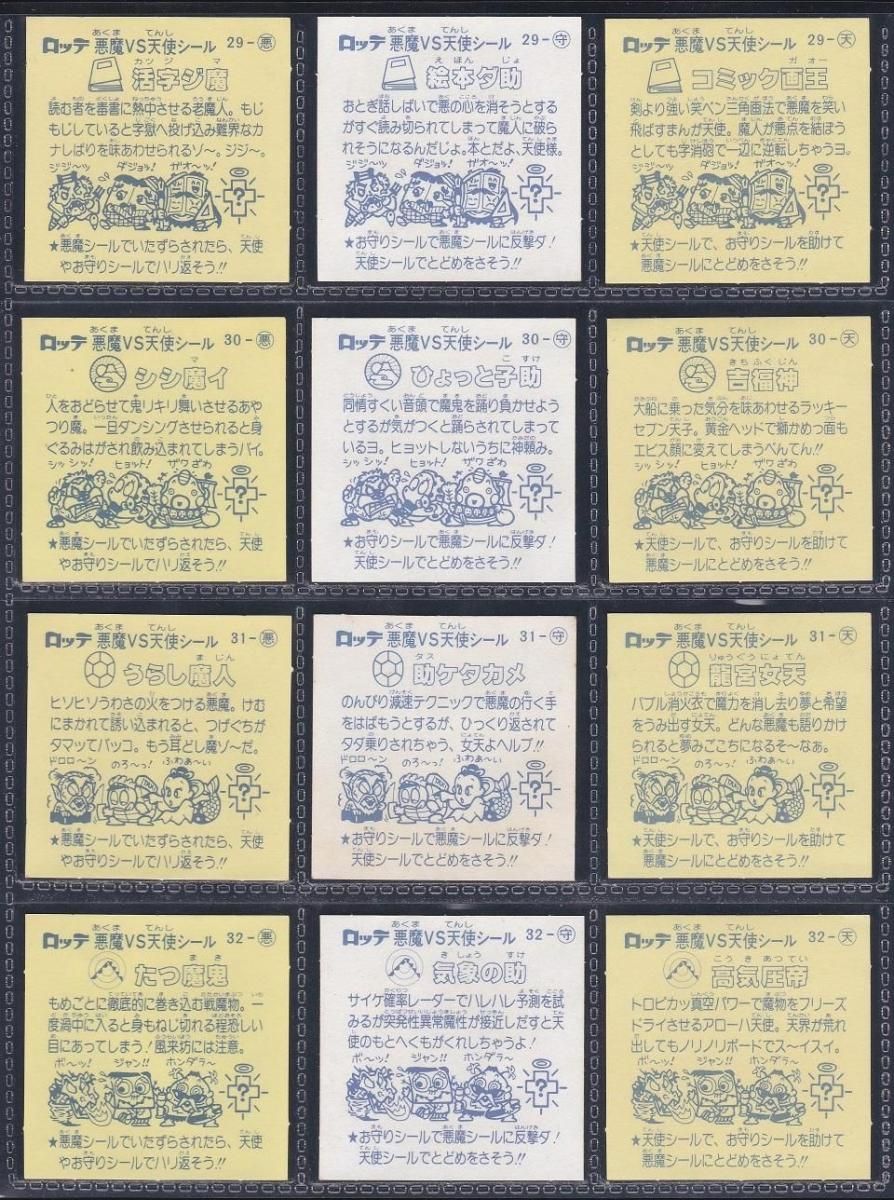 ロッテ 悪魔VS天使シール 29-悪
活字ジ魔
読む者を毒書に熱中させる老魔人。もじ
もじしていると字獄へ投げ込み難解なカ
ナしばりを味あわせられるゾ〜。ジジ〜。
ジジ〜ッ ダジョッ! ガオ〜ッ!
?
★悪魔シールでいたずらされたら、天使
やお守りシールでハリ返そう!!
ロッテ 悪魔VS天使シール 29-守
絵本ダ助
おとぎ話しばいで悪の心を消そうとする
がすぐ読み切られてしまって魔人に破ら
れそうになるんだじょ。本とだよ、天使様。
ジジ〜ッ ダジョッ! ガオ〜ッ!
?
★お守りシールで悪魔シールに反撃ダ!
天使シールでとどめをさそう!!
ロッテ 悪魔VS天使シール 29-天
コミック画王
剣より強い笑ペン三角画法で悪魔を笑い
飛ばすまんが天使。魔人が悪点を結ぼう
としても字消砲で一辺に逆転しちゃうヨ。
ジジ〜ッ ダジョッ! ガオ〜ッ!
?
★天使シールで、お守りシールを助けて
悪魔シールにとどめをさそう!!
ロッテ 悪魔VS天使シール 30-悪
シシ魔イ
人をおどらせて鬼リキリ舞いさせるあや
つり魔。一旦ダンシングさせられると身
ぐるみはがされ飲み込まれてしまうバイ。
シッシッ! ヒョット! ザワざわ
?
★悪魔シールでいたずらされたら、天使
やお守りシールでハリ返そう!!
ロッテ 悪魔VS天使シール 30-守
ひょっと子助
同情すくい音頭で魔鬼を踊り負かせよう
とするが気がつくと踊らされてしまって
いるヨ。ヒョットしないうちに神頼み。
シッシッ! ヒョット! ザワざわ
?
★お守りシールで悪魔シールに反撃ダ!
天使シールでとどめをさそう!!
ロッテ 悪魔VS天使シール 30-天
吉福神
大船に乗った気分を味あわせるラッキー
セブン天子。黄金ヘッドで獅かめっ面も
エビス顔に変えてしまうべんてん!!
シッシッ! ヒョット! ザワざわ
?
★天使シールで、お守りシールを助けて
悪魔シールにとどめをさそう!!
ロッテ 悪魔VS天使シール 31-悪
うらし魔人
ヒソヒソうわさの火をつける悪魔。けむ
にまかれて誘い込まれると、つげぐちが
タマッてバッコ。もう耳どし魔ゾ〜だ。
ドロロ〜ン のろ〜っ! ふわぁ〜い
?
★悪魔シールでいたずらされたら、天使
やお守りシールでハリ返そう!!
ロッテ 悪魔VS天使シール 31-守
助ケタカメ
のんびり減速テクニックで悪魔の行く手
をはばもうとするが、ひっくり返されて
タダ乗りされちゃう、女天よヘルプ!!
ドロロ〜ン のろ〜っ! ふわぁ〜い
?
★お守りシールで悪魔シールに反撃ダ!
天使シールでとどめをさそう!!
ロッテ 悪魔VS天使シール 31-天
龍宮女天
バブル消火衣で魔力を消し去り夢と希望
をうみ出す女天。どんな悪魔も語りかけ
られると夢みごこちになるそ〜なあ。
ドロロ〜ン のろ〜っ! ふわぁ〜い
?
★天使シールで、お守りシールを助けて
悪魔シールにとどめをさそう!!
ロッテ 悪魔VS天使シール 32-悪
たつ魔鬼
もめごとに徹底的に巻き込む戦魔物。一
度渦中に入ると身もねじ切れる程恐しい
目にあってしまう!風来坊には注意。
ボ〜ッ! ジャン!! ホンダラ〜
?
★悪魔シールでいたずらされたら、天使
やお守りシールでハリ返そう!!
ロッテ 悪魔VS天使シール 32-守
気象の助
サイケ確率レーダーでハレハレ予測を試
みるが突発性異常魔性が接近しだすと天
使のもとへくもがくれしちゃうよ!
ボ〜ッ! ジャン!! ホンダラ〜
?
★お守りシールで悪魔シールに反撃ダ!
天使シールでとどめをさそう!!
ロッテ 悪魔VS天使シール 32-天
高気圧帝
トロピカッ真空パワーで魔物をフリーズ
ドライさせるアローハ天使。天界が荒れ
出してもノリノリボードでス〜イスイ。
ボ〜ッ! ジャン!! ホンダラ〜
?
★天使シールで、お守りシールを助けて
悪魔シールにとどめをさそう!!